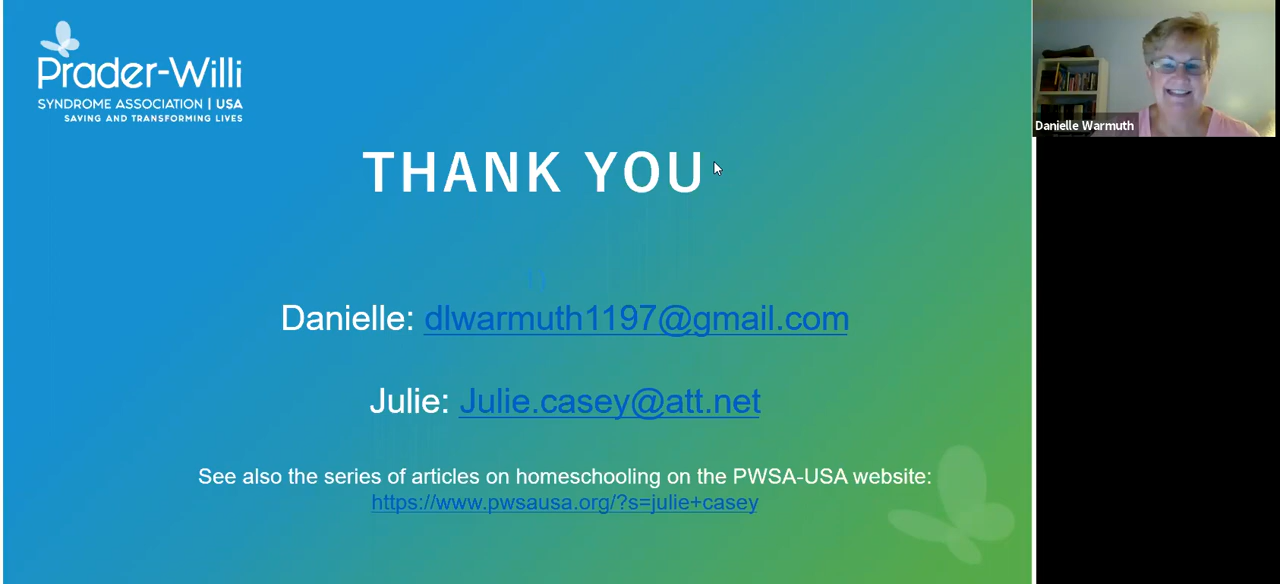 Prader-Willi
SYNDROME ASSOCIATION | USA
SAVING AND TRANSFORMING LIVES
Danielle Warmuth
THANK YOU
Danielle: dlwarmuth1197@gmail.com
Julie: Julie.casey@att.net
See also the series of articles on homeschooling on the PWSA-USA website:
https://www.pwsausa.org/?s=julie+casey